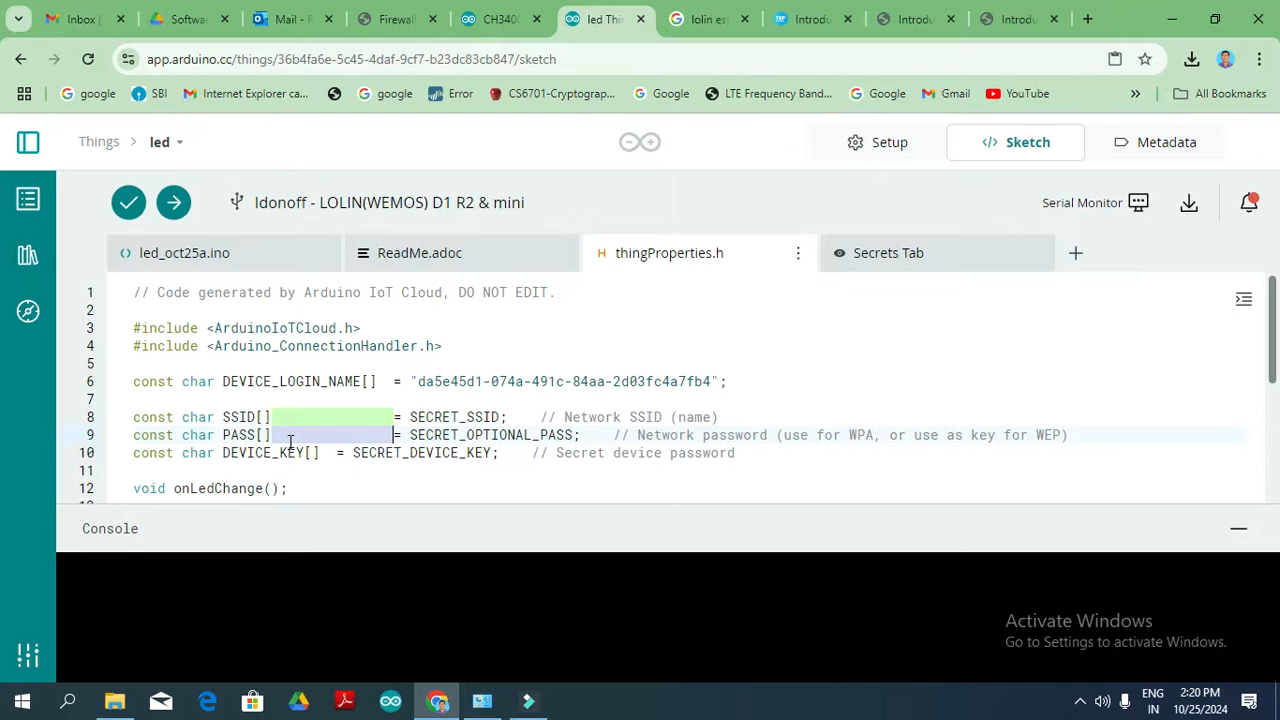 Inbox (
Software
Mail - R
Firewall
CH340C
led Thi
lolin es
Introdu
Introdu
Introdu
app.arduino.cc/things/36b4fa6e-5c45-4daf-9cf7-b23dc83cb847/sketch
google
SBI
Internet Explorer ca...
google
Error
CS6701-Cryptograp...
Google
LTE Frequency Band...
Google
Gmail
YouTube
All Bookmarks
Things
led
Setup
</> Sketch
Metadata
Idonoff - LOLIN(WEMOS) D1 R2 & mini
Serial Monitor
led_oct25a.ino
ReadMe.adoc
thingProperties.h
Secrets Tab
1 // Code generated by Arduino IoT Cloud, DO NOT EDIT.
2
3 #include <ArduinoIoTCloud.h>
4 #include <Arduino_ConnectionHandler.h>
5
6 const char DEVICE_LOGIN_NAME[]  = "da5e45d1-074a-491c-84aa-2d03fc4a7fb4";
7
8 const char SSID[]               = SECRET_SSID;    // Network SSID (name)
9 const char PASS[]               = SECRET_OPTIONAL_PASS;    // Network password (use for WPA, or use as key for WEP)
10 const char DEVICE_KEY[]  = SECRET_DEVICE_KEY;    // Secret device password
11
12 void onLedChange();
Console
Activate Windows
Go to Settings to activate Windows.
ENG
IN
2:20 PM
10/25/2024